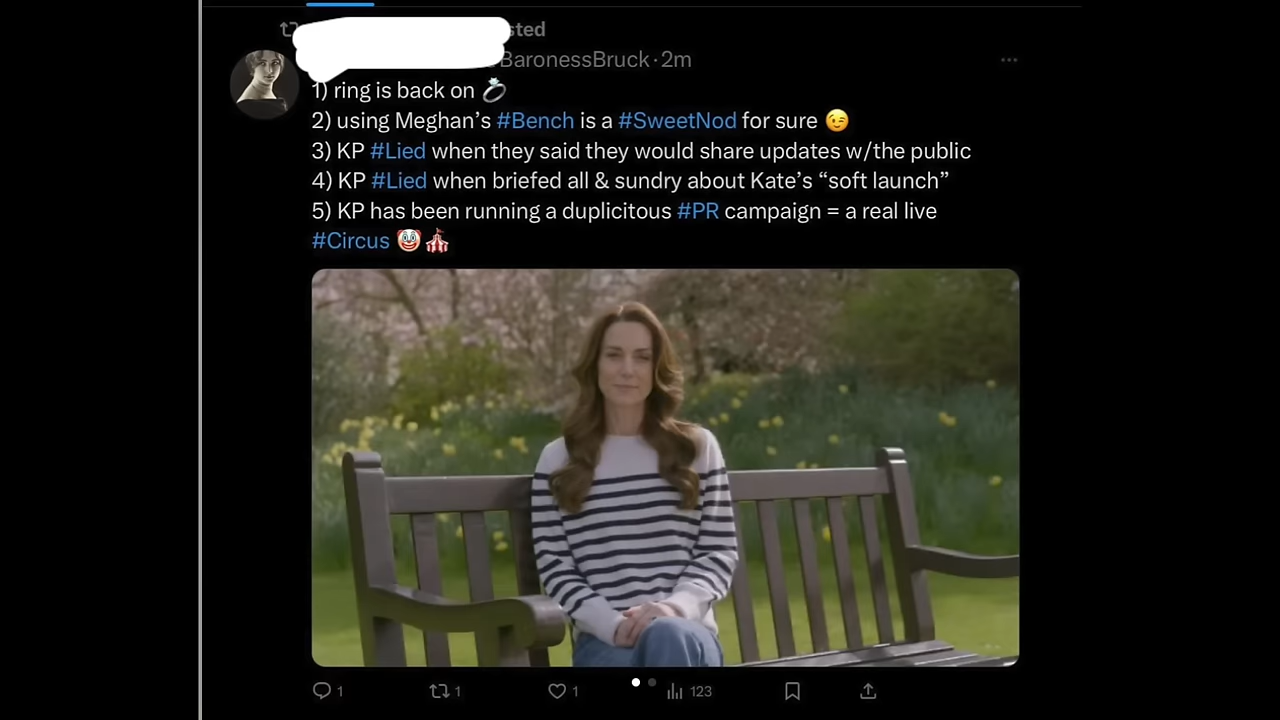 sted
BaronessBruck · 2m
1) ring is back on 💍
2) using Meghan’s #Bench is a #SweetNod for sure 😉
3) KP #Lied when they said they would share updates w/the public
4) KP #Lied when briefed all & sundry about Kate’s “soft launch”
5) KP has been running a duplicitous #PR campaign = a real live
#Circus 🤡🎪
1 1 1 123